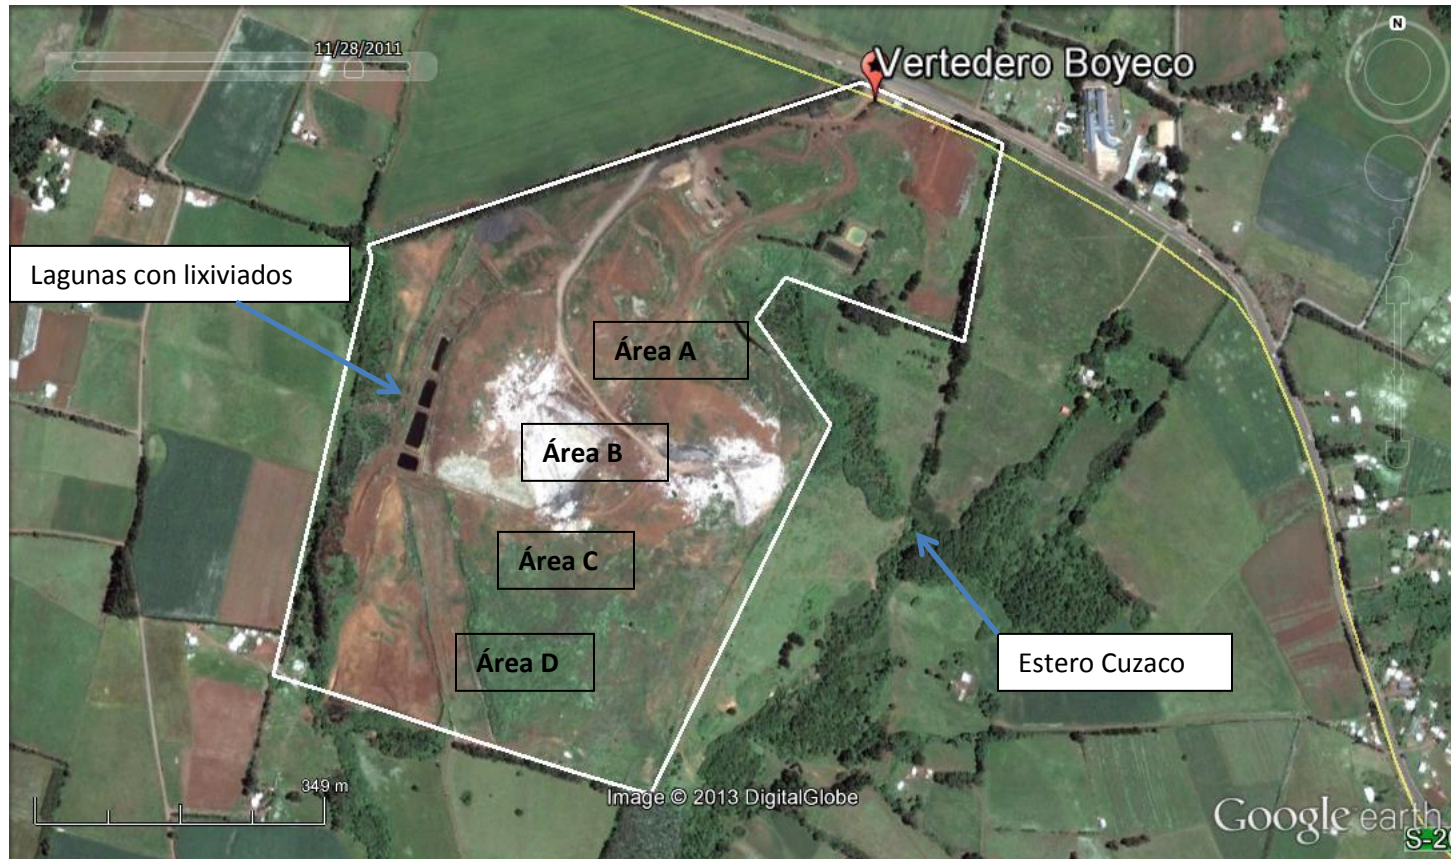 11/28/2011
N
Vertedero Boyeco
Lagunas con lixiviados
Área A
Área B
Área C
Área D
Estero Cuzaco
349 m
Image © 2013 DigitalGlobe
Google earth
S-2